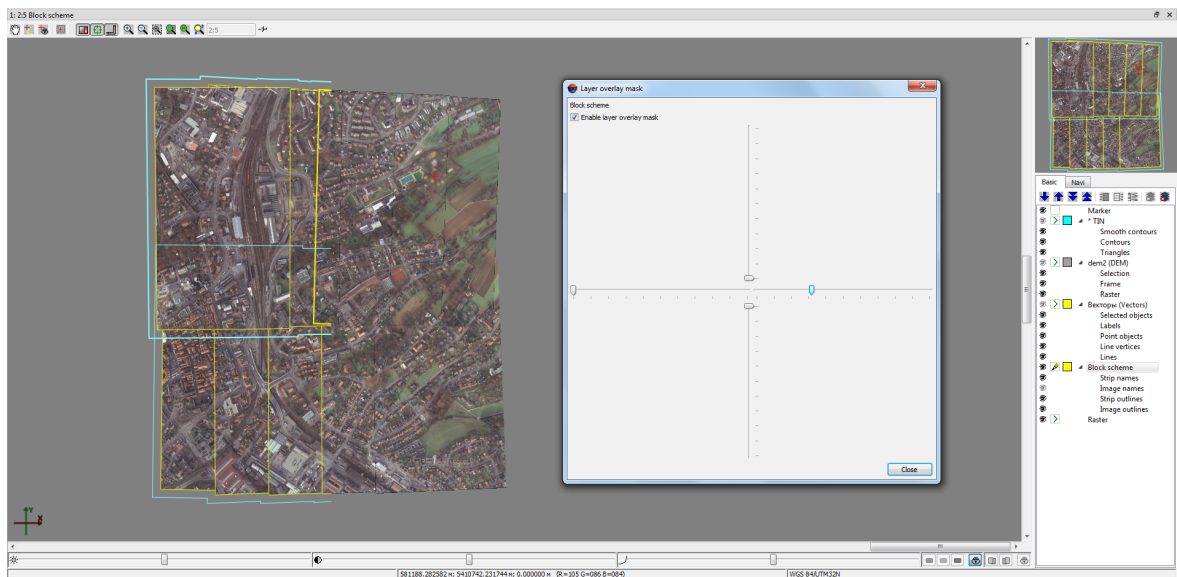 1: 2:5 Block scheme
2:5
Layer overlay mask
Block scheme
Enable layer overlay mask
Close
Basic
Navi
Marker
* TIN
Smooth contours
Contours
Triangles
dem2 (DEM)
Selection
Frame
Raster
Векторы (Vectors)
Selected objects
Labels
Point objects
Line vertices
Lines
Block scheme
Strip names
Image names
Strip outlines
Image outlines
Raster
Y
X
581188.282582 м; 5410742.231744 м; 0.000000 м (R=105 G=086 B=084)
WGS 84/UTM32N